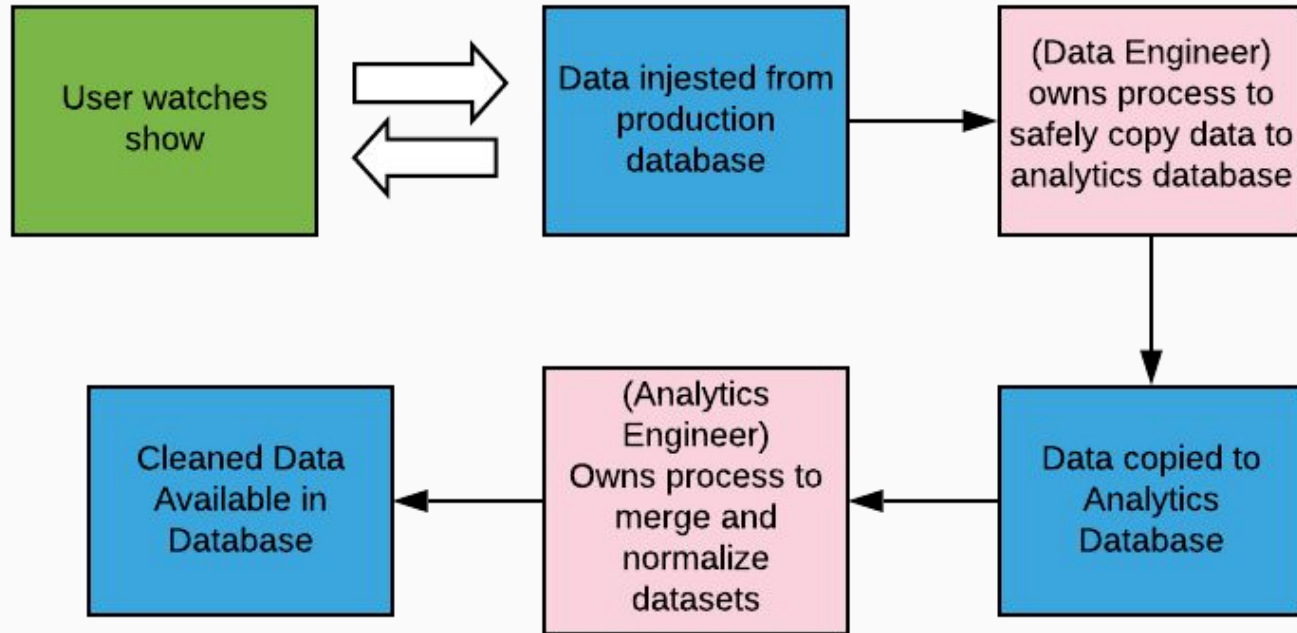 User watches
show
Data injested from
production
database
(Data Engineer)
owns process to
safely copy data to
analytics database
Cleaned Data
Available in
Database
(Analytics
Engineer)
Owns process to
merge and
normalize
datasets
Data copied to
Analytics
Database